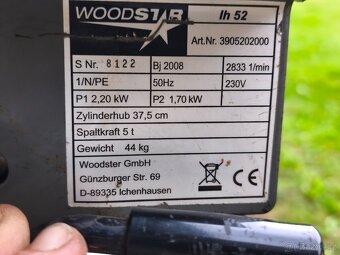 WOODSTAR lh 52
Art.Nr. 3905202000
S Nr. 8122 Bj 2008 2833 1/min
1/N/PE 50Hz 230V
P1 2,20 kW P2 1,70 kW
Zylinderhub 37,5 cm
Spaltkraft 5 t
Gewicht 44 kg
Woodster GmbH
Günzburger Str. 69
D-89335 Ichenhausen
CE